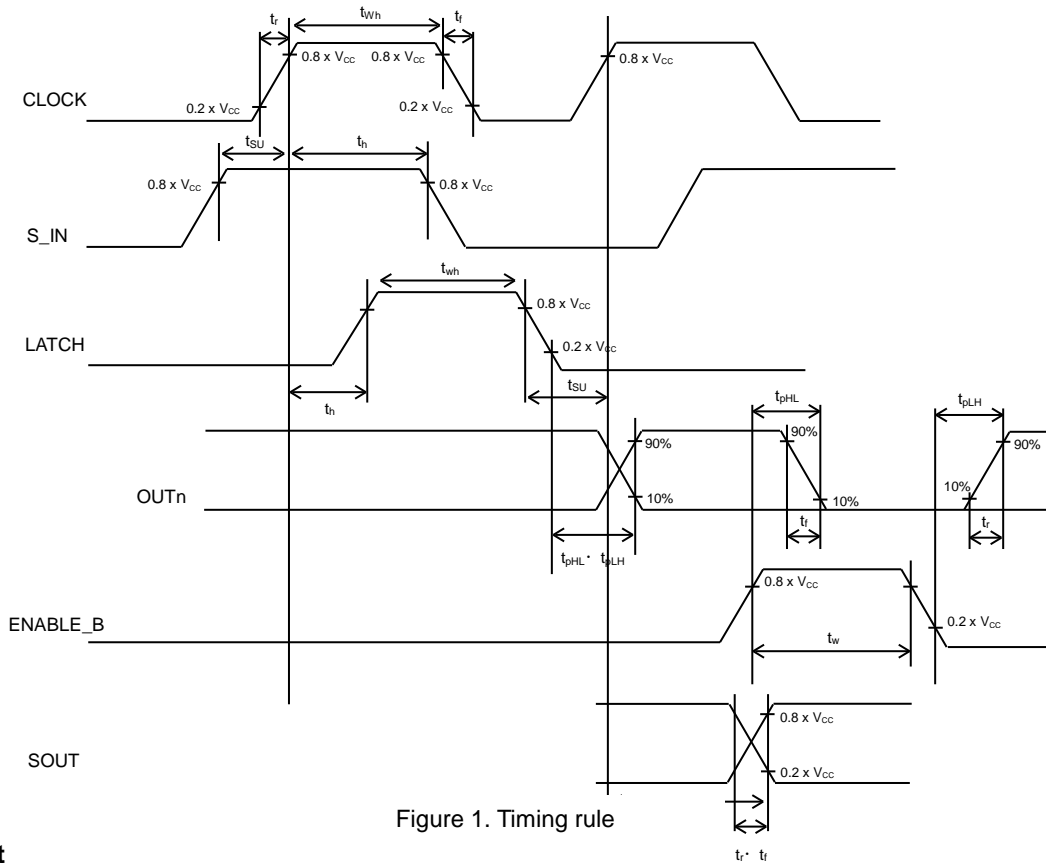 tr
tWh
tf
0.8 x VCC
0.8 x VCC
0.8 x VCC
CLOCK
0.2 x VCC
0.2 x VCC
tSU
th
0.8 x VCC
0.8 x VCC
S_IN
twh
0.8 x VCC
LATCH
0.2 x VCC
th
tSU
tpHL
tpLH
90%
90%
90%
OUTn
10%
10%
10%
tf
tr
tpHL・ tpLH
0.8 x VCC
ENABLE_B
0.2 x VCC
tw
0.8 x VCC
SOUT
0.2 x VCC
Figure 1. Timing rule
tr・ tf
t